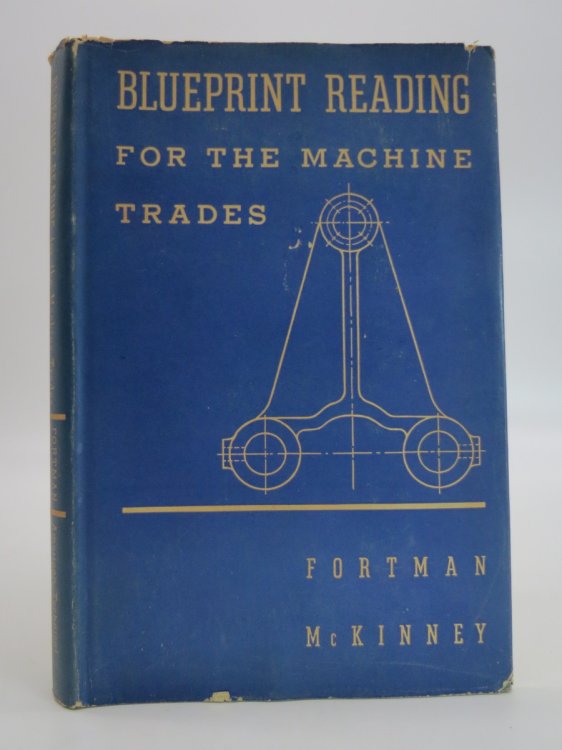 BLUEPRINT READING
FOR THE MACHINE
TRADES
FORTMAN
McKINNEY